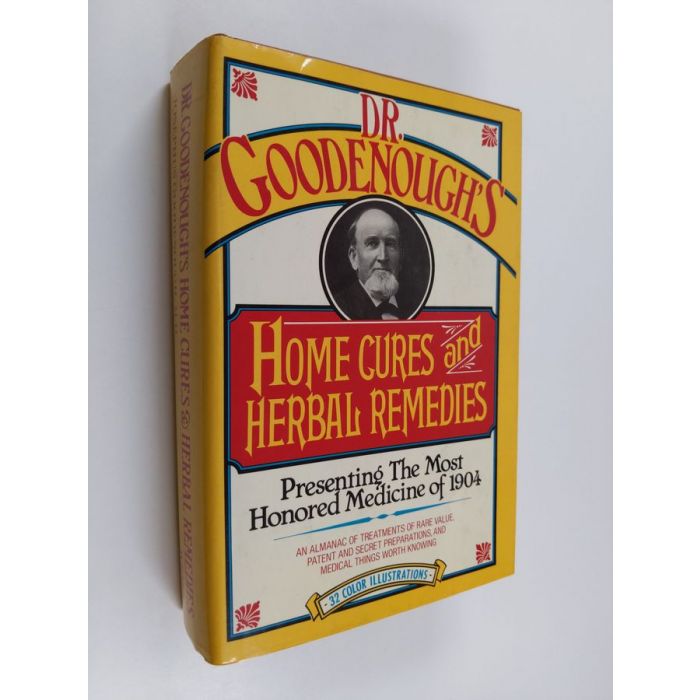 DR.
GOODENOUGH'S
HOME CURES and
HERBAL REMEDIES
Presenting The Most
Honored Medicine of 1904
AN ALMANAC OF TREATMENTS OF RARE VALUE,
PATENT AND SECRET PREPARATIONS, AND
MEDICAL THINGS WORTH KNOWING
- 32 COLOR ILLUSTRATIONS -
DR. GOODENOUGH'S HOME CURES & HERBAL REMEDIES